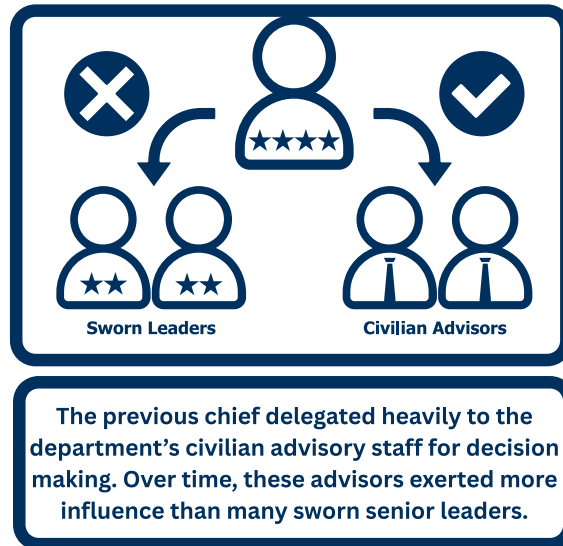 Sworn Leaders
Civilian Advisors
The previous chief delegated heavily to the
department's civilian advisory staff for decision
making. Over time, these advisors exerted more
influence than many sworn senior leaders.